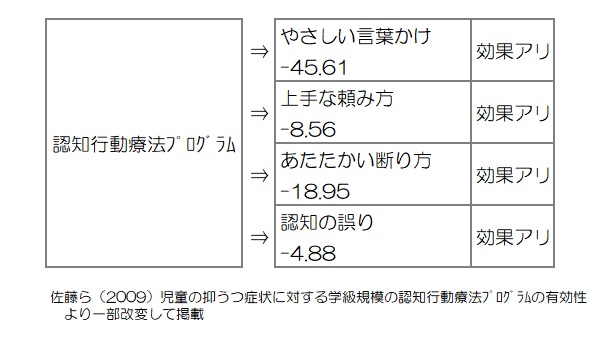 やさしい言葉かけ
⇒
-45.61
効果アリ
上手な頼み方
⇒
-8.56
効果アリ
認知行動療法ﾌﾟﾛｸﾞﾗﾑ
あたたかい断り方
⇒
-18.95
効果アリ
認知の誤り
⇒
-4.88
効果アリ
佐藤ら（2009）児童の抑うつ症状に対する学級規模の認知行動療法ﾌﾟﾛｸﾞﾗﾑの有効性
より一部改変して掲載